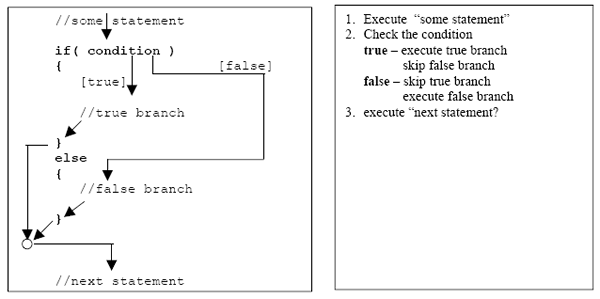 //some statement
if( condition )
{ [false]
[true]
//true branch
}
else
{
//false branch
}
//next statement
1. Execute “some statement”
2. Check the condition
true – execute true branch
skip false branch
false – skip true branch
execute false branch
3. execute “next statement?